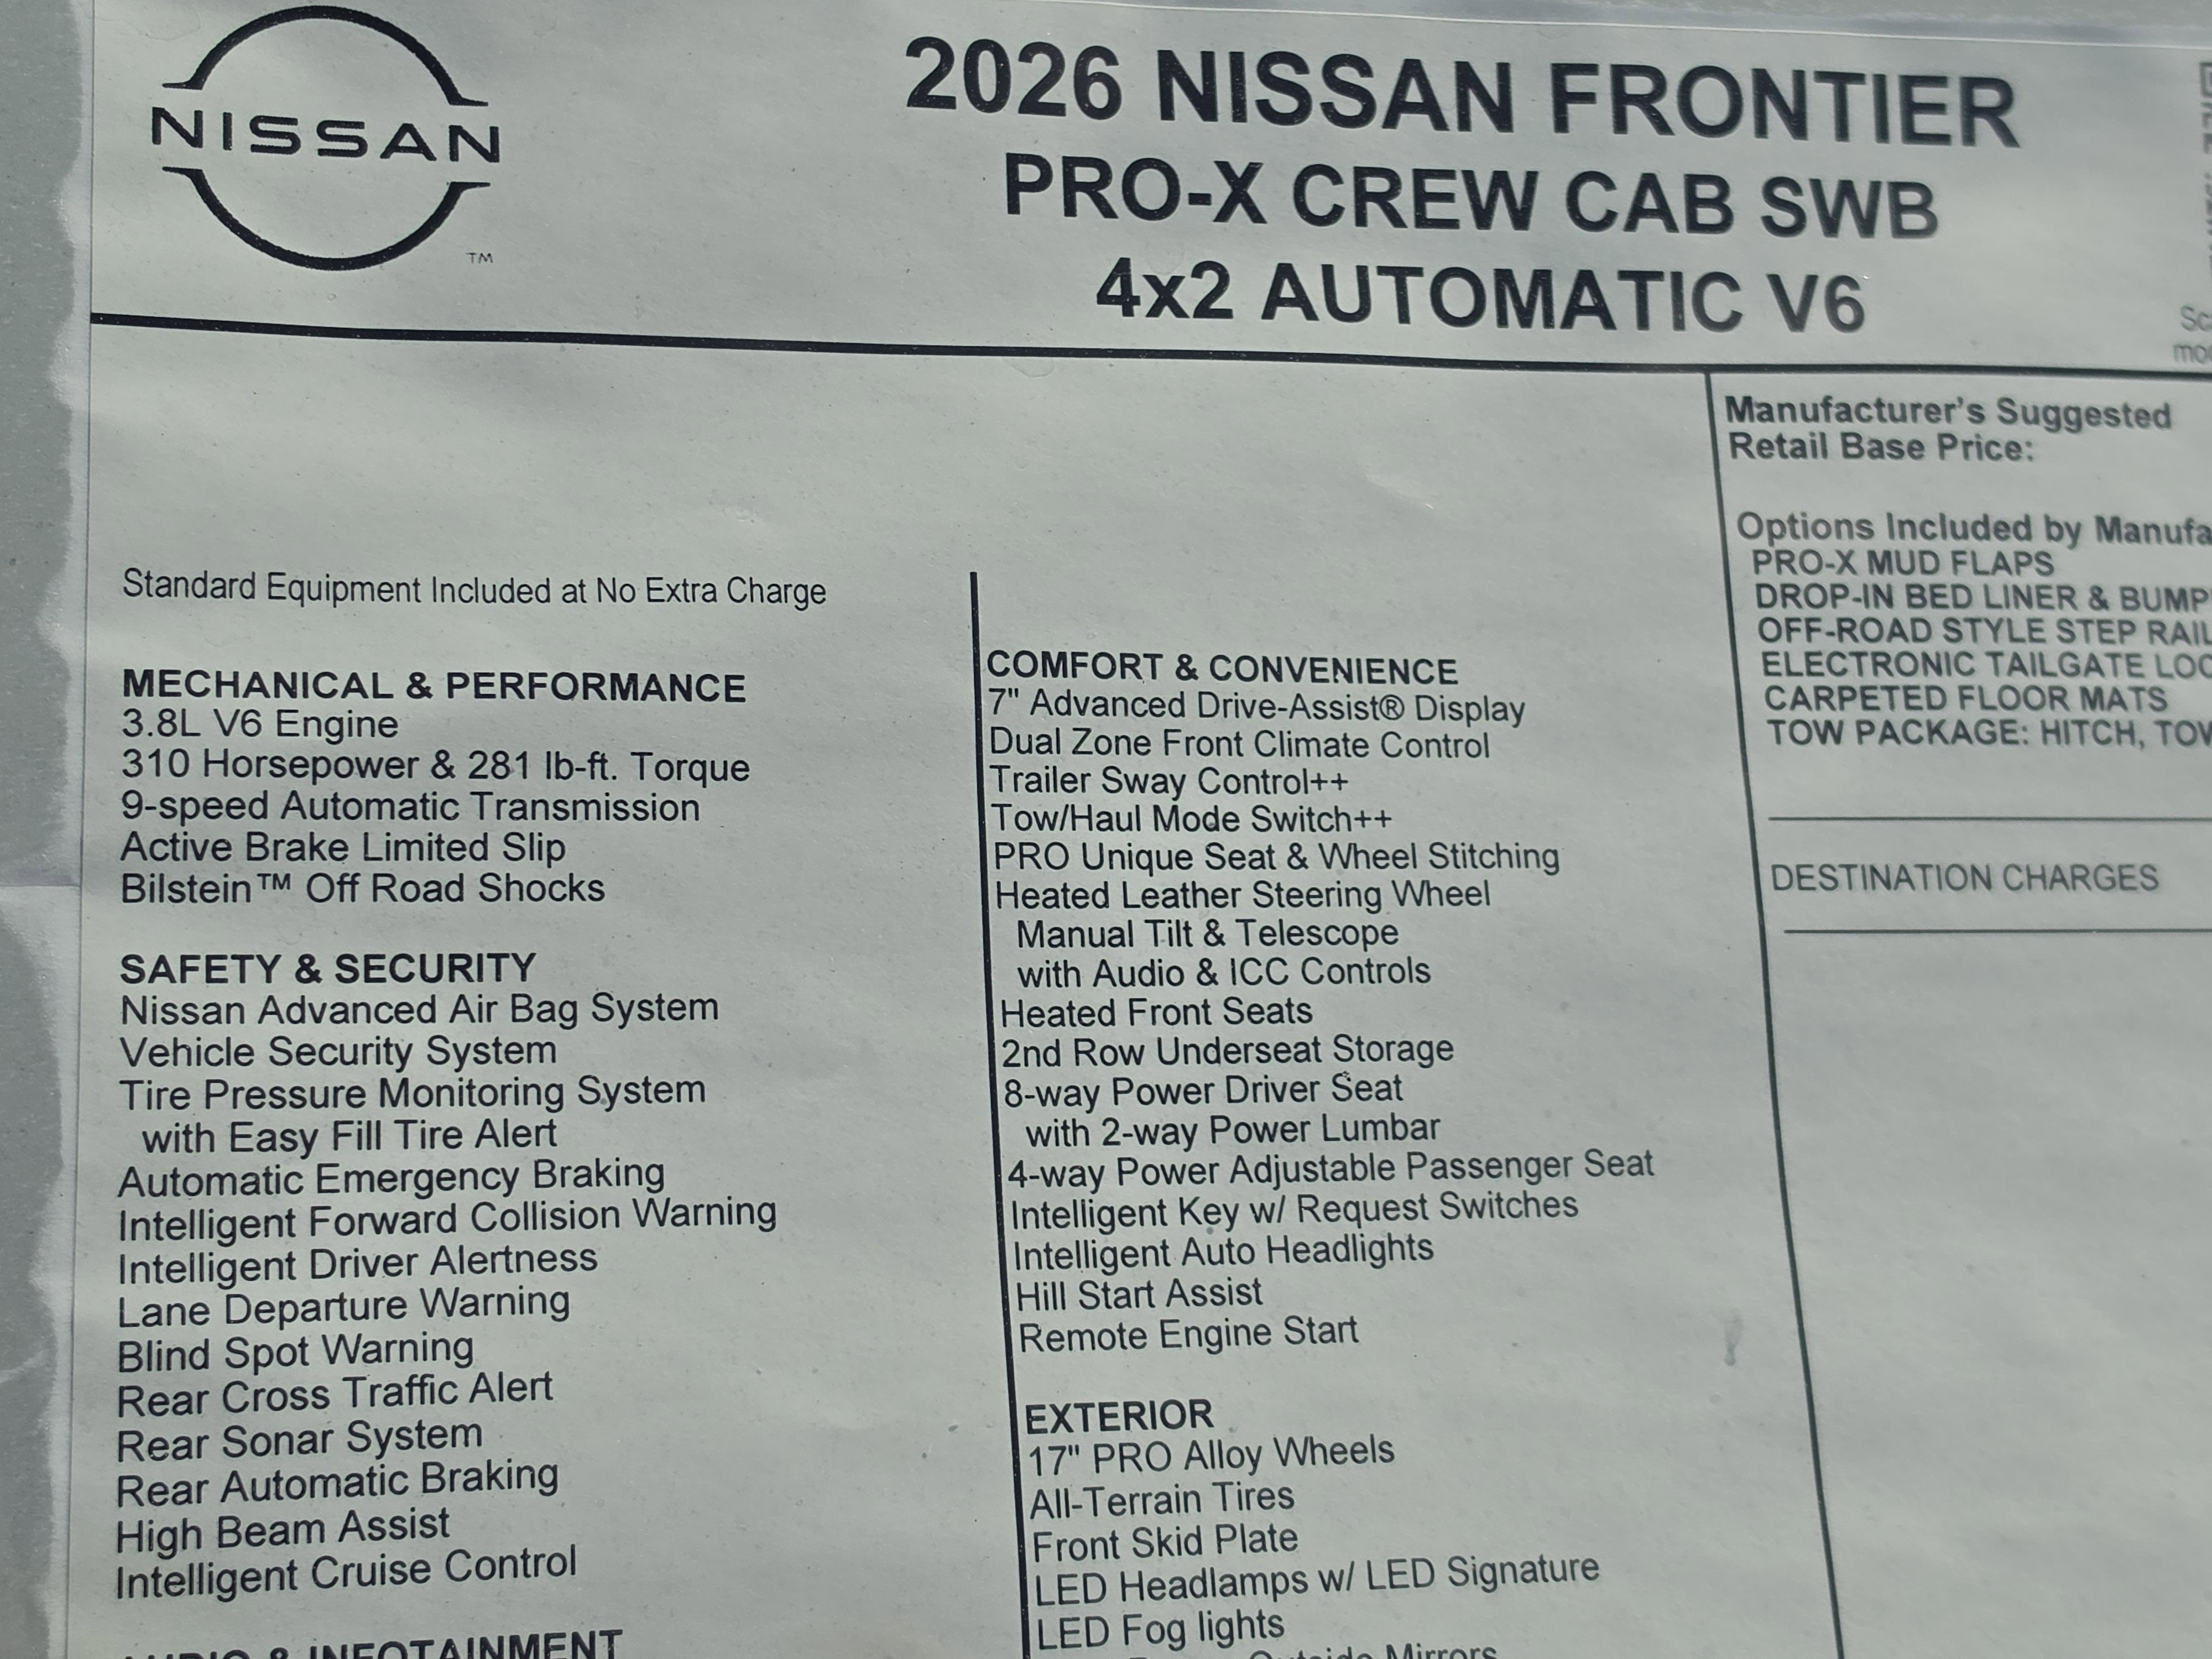 NISSAN
TM
2026 NISSAN FRONTIER
PRO-X CREW CAB SWB
4x2 AUTOMATIC V6
Standard Equipment Included at No Extra Charge
MECHANICAL & PERFORMANCE
3.8L V6 Engine
310 Horsepower & 281 lb-ft. Torque
9-speed Automatic Transmission
Active Brake Limited Slip
Bilstein™ Off Road Shocks
SAFETY & SECURITY
Nissan Advanced Air Bag System
Vehicle Security System
Tire Pressure Monitoring System
with Easy Fill Tire Alert
Automatic Emergency Braking
Intelligent Forward Collision Warning
Intelligent Driver Alertness
Lane Departure Warning
Blind Spot Warning
Rear Cross Traffic Alert
Rear Sonar System
Rear Automatic Braking
High Beam Assist
Intelligent Cruise Control
AUDIO & INFOTAINMENT
COMFORT & CONVENIENCE
7" Advanced Drive-Assist® Display
Dual Zone Front Climate Control
Trailer Sway Control++
Tow/Haul Mode Switch++
PRO Unique Seat & Wheel Stitching
Heated Leather Steering Wheel
Manual Tilt & Telescope
with Audio & ICC Controls
Heated Front Seats
2nd Row Underseat Storage
8-way Power Driver Seat
with 2-way Power Lumbar
4-way Power Adjustable Passenger Seat
Intelligent Key w/ Request Switches
Intelligent Auto Headlights
Hill Start Assist
Remote Engine Start
EXTERIOR
17" PRO Alloy Wheels
All-Terrain Tires
Front Skid Plate
LED Headlamps w/ LED Signature
LED Fog lights
Outside Mirrors
Manufacturer's Suggested
Retail Base Price:
Options Included by Manufa
PRO-X MUD FLAPS
DROP-IN BED LINER & BUMP
OFF-ROAD STYLE STEP RAIL
ELECTRONIC TAILGATE LOC
CARPETED FLOOR MATS
TOW PACKAGE: HITCH, TOW
DESTINATION CHARGES